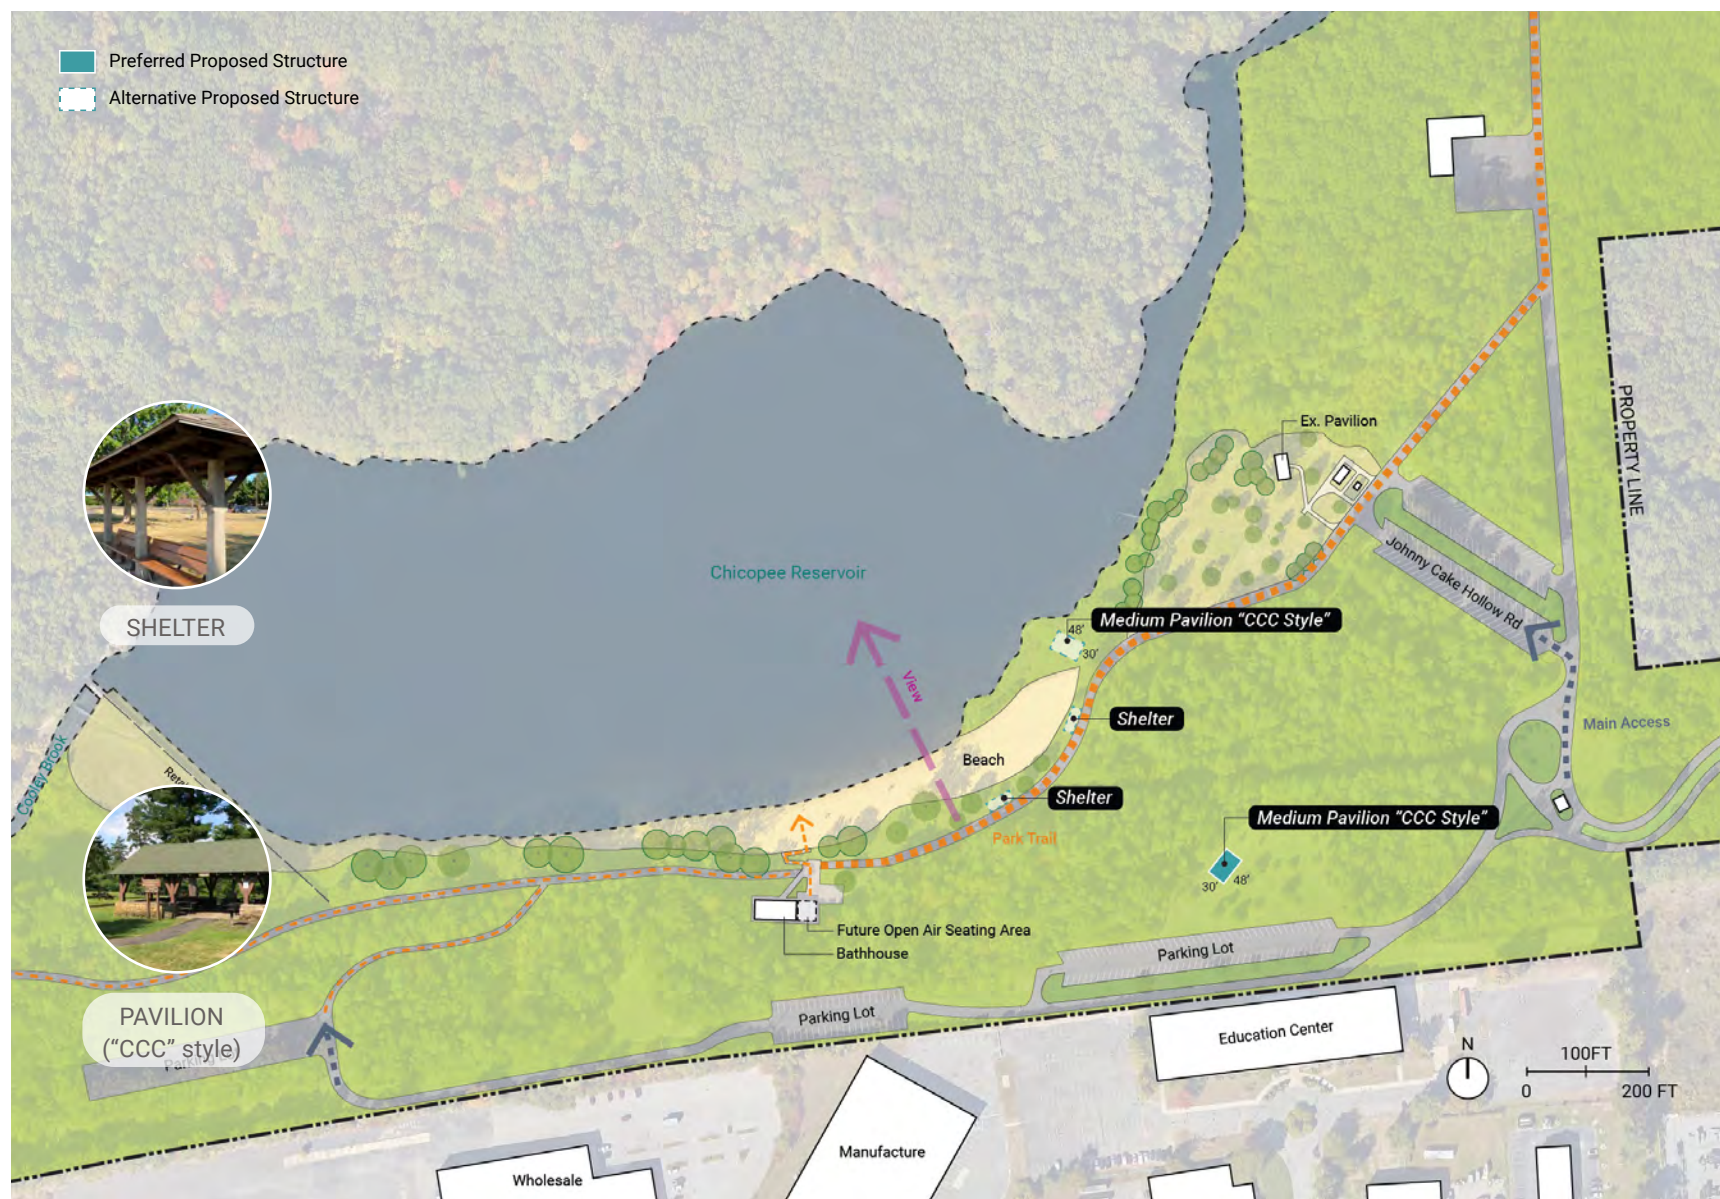 Preferred Proposed Structure
Alternative Proposed Structure
Ex. Pavilion
PROPERTY LINE
Johnny Cake Hollow Rd
Chicopee Reservoir
SHELTER
Medium Pavilion “CCC Style”
48'
30'
View
Shelter
Main Access
Beach
Cooley Brook
Shelter
Medium Pavilion “CCC Style”
Park Trail
30'
48'
Future Open Air Seating Area
Bathhouse
Parking Lot
Parking Lot
PAVILION
(“CCC” style)
Education Center
N
100FT
0
200 FT
Manufacture
Wholesale